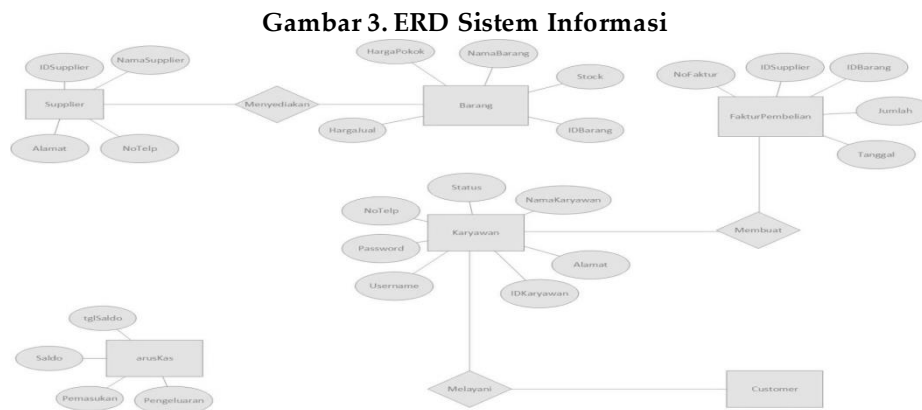 Gambar 3. ERD Sistem Informasi
IDSupplier
NamaSupplier
Supplier
Alamat
NoTelp
Menyediakan
HargaPokok
NamaBarang
Stock
Barang
HargaJual
IDBarang
NoFaktur
IDSupplier
IDBarang
Jumlah
FakturPembelian
Tanggal
Membuat
Status
NamaKaryawan
NoTelp
Karyawan
Password
Alamat
Username
IDKaryawan
tglSaldo
Saldo
arusKas
Pemasukan
Pengeluaran
Melayani
Customer